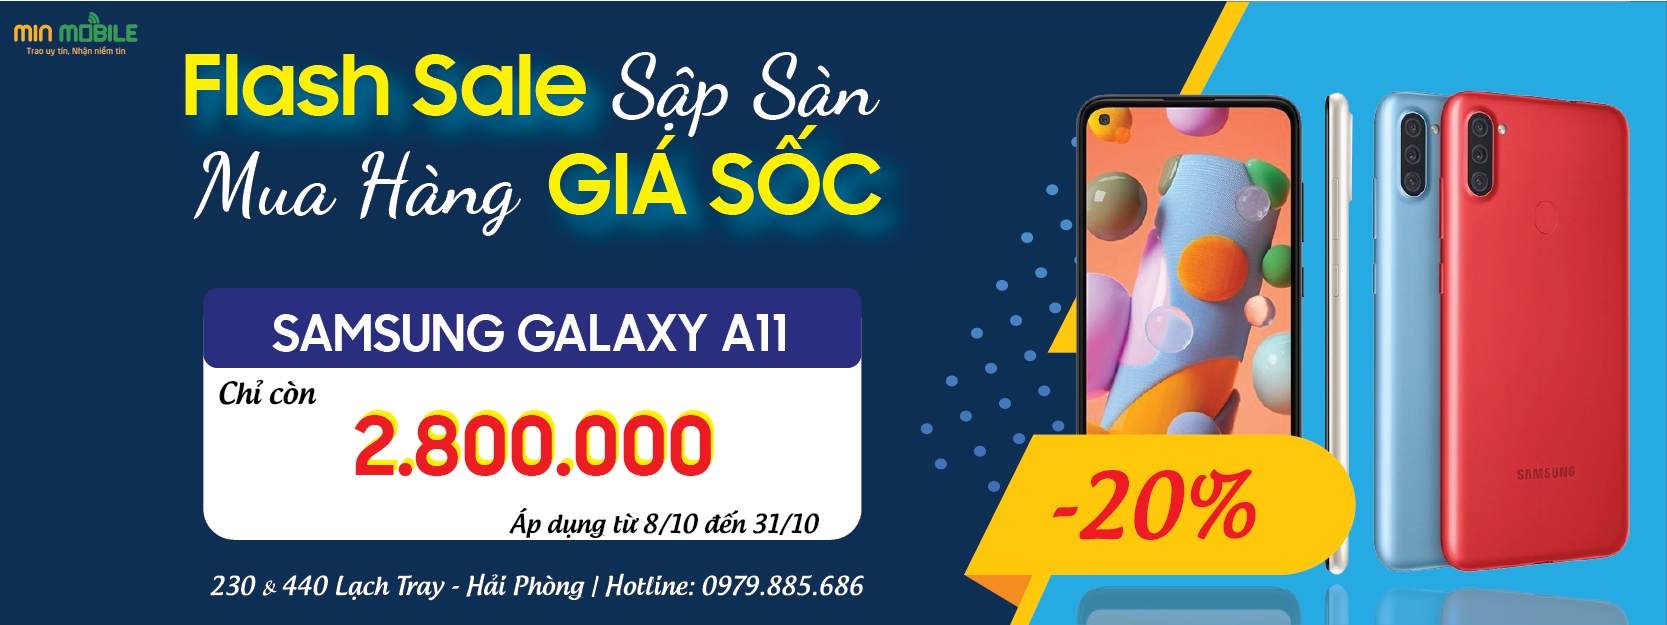 MIN MOBILE
Trao uy tín, Nhận niềm tin
Flash Sale Sập Sàn
Mua Hàng GIÁ SỐC
SAMSUNG GALAXY A11
Chỉ còn
2.800.000
Áp dụng từ 8/10 đến 31/10
230 & 440 Lạch Tray - Hải Phòng | Hotline: 0979.885.686
-20%
SAMSUNG